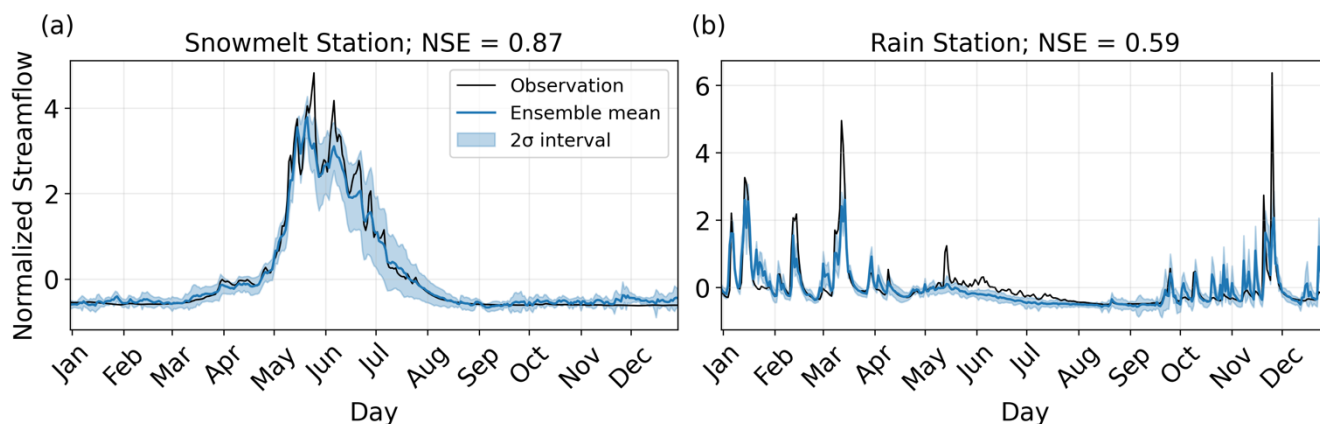 (a)
Snowmelt Station; NSE = 0.87
Normalized Streamflow
4
2
0
Observation
Ensemble mean
2σ interval
Jan Feb Mar Apr May Jun Jul Aug Sep Oct Nov Dec
Day
(b)
Rain Station; NSE = 0.59
6
4
2
0
Jan Feb Mar Apr May Jun Jul Aug Sep Oct Nov Dec
Day